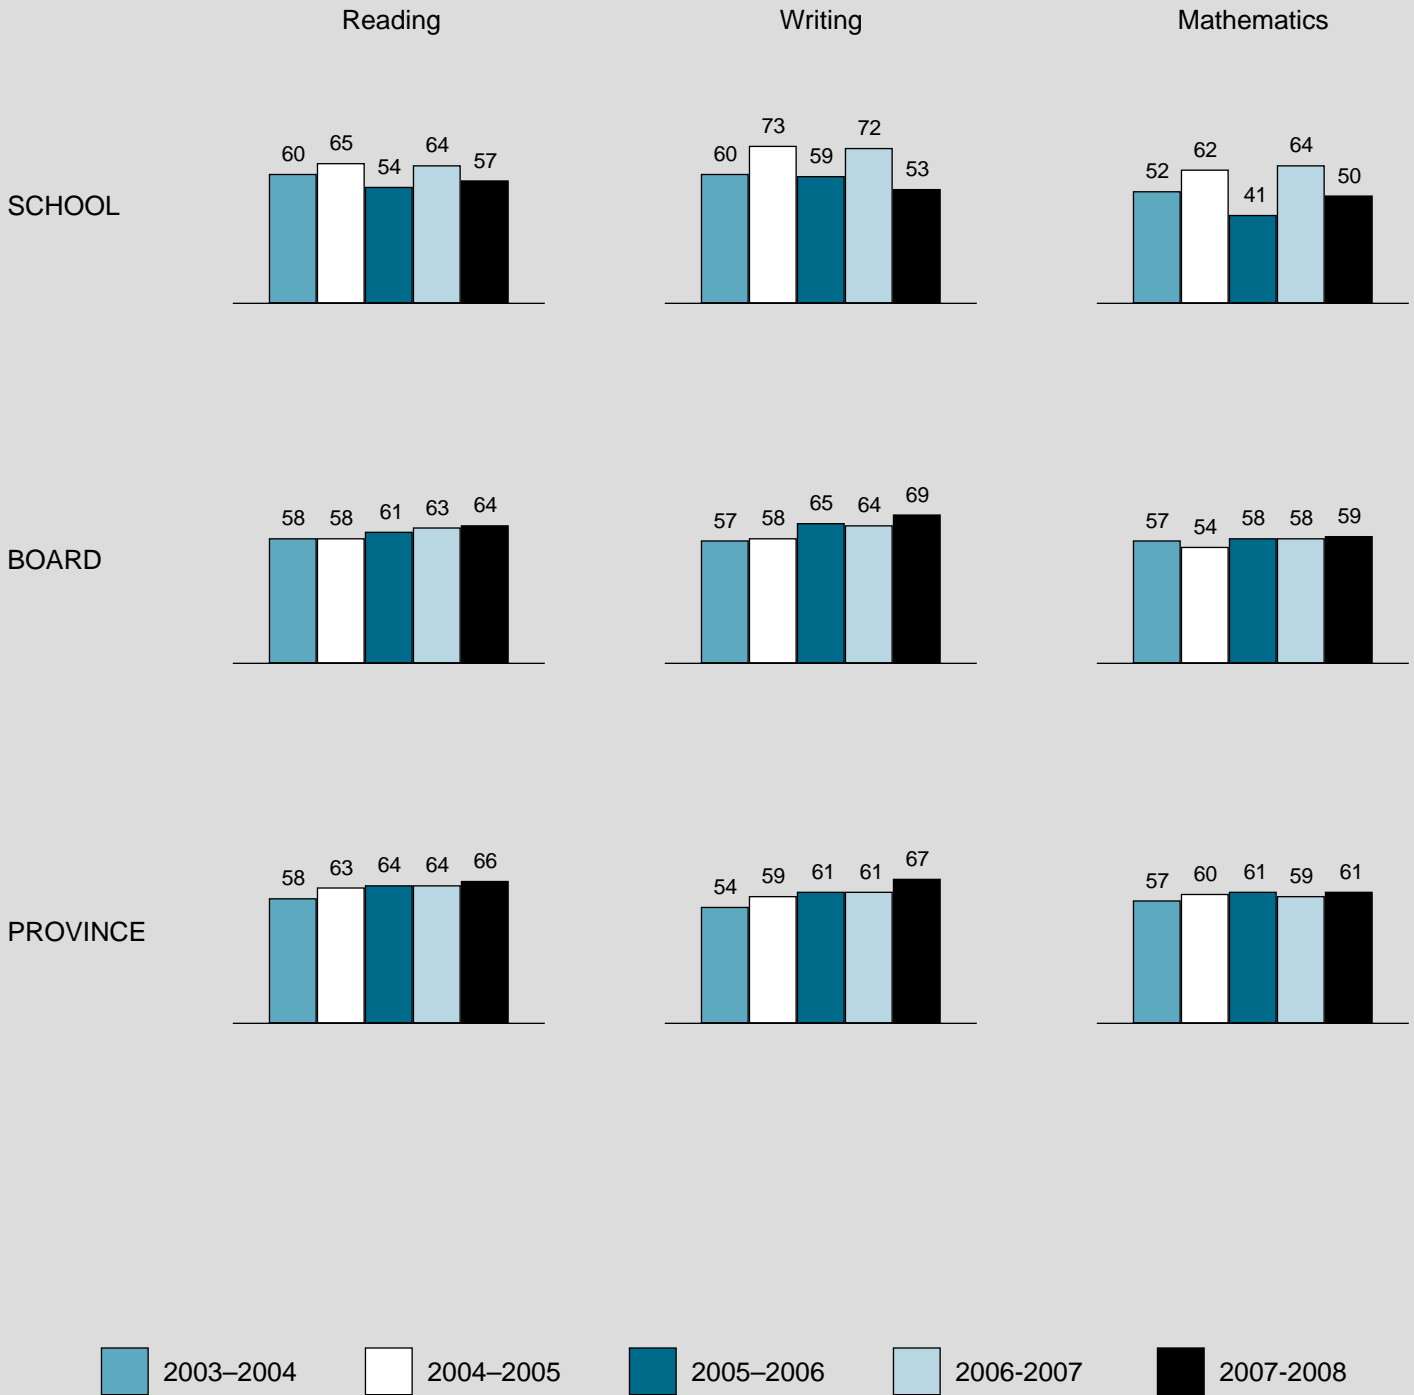 Reading Writing Mathematics
60 65 54 64 57 60 73 59 72 53 52 62 41 64 50
SCHOOL
58 58 61 63 64 57 58 65 64 69 57 54 58 58 59
BOARD
58 63 64 64 66 54 59 61 61 67 57 60 61 59 61
PROVINCE
2003–2004 2004–2005 2005–2006 2006-2007 2007-2008